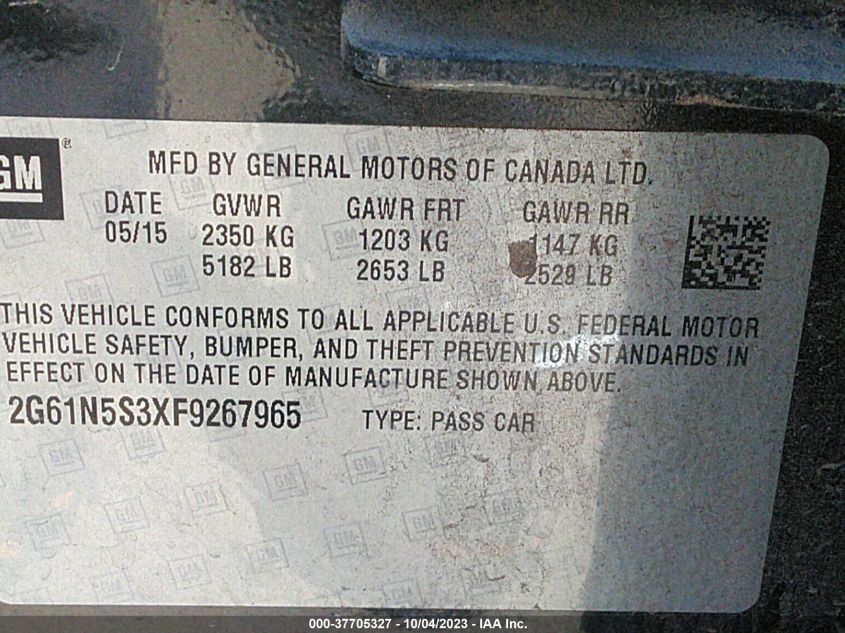 GM ®
MFD BY GENERAL MOTORS OF CANADA LTD.
DATE GVWR GAWR FRT GAWR RR
05/15 2350 KG 1203 KG 1147 KG
5182 LB 2653 LB 2529 LB
THIS VEHICLE CONFORMS TO ALL APPLICABLE U.S. FEDERAL MOTOR
VEHICLE SAFETY, BUMPER, AND THEFT PREVENTION STANDARDS IN
EFFECT ON THE DATE OF MANUFACTURE SHOWN ABOVE.
2G61N5S3XF9267965 TYPE: PASS CAR
000-37705327 - 10/04/2023 - IAA Inc.